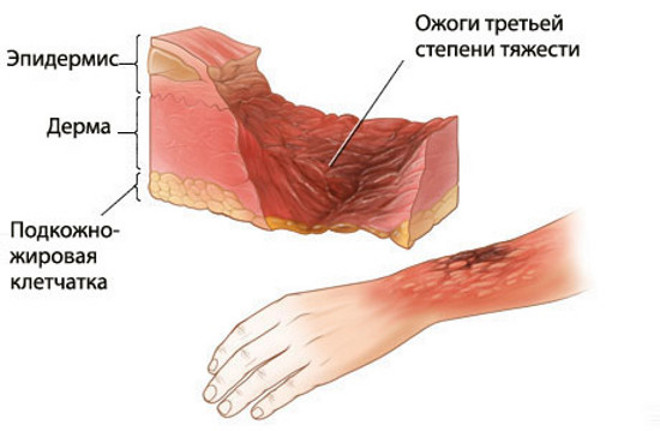 Ожоги третьей
степени тяжести
Эпидермис
Дерма
Подкожно-
жировая
клетчатка